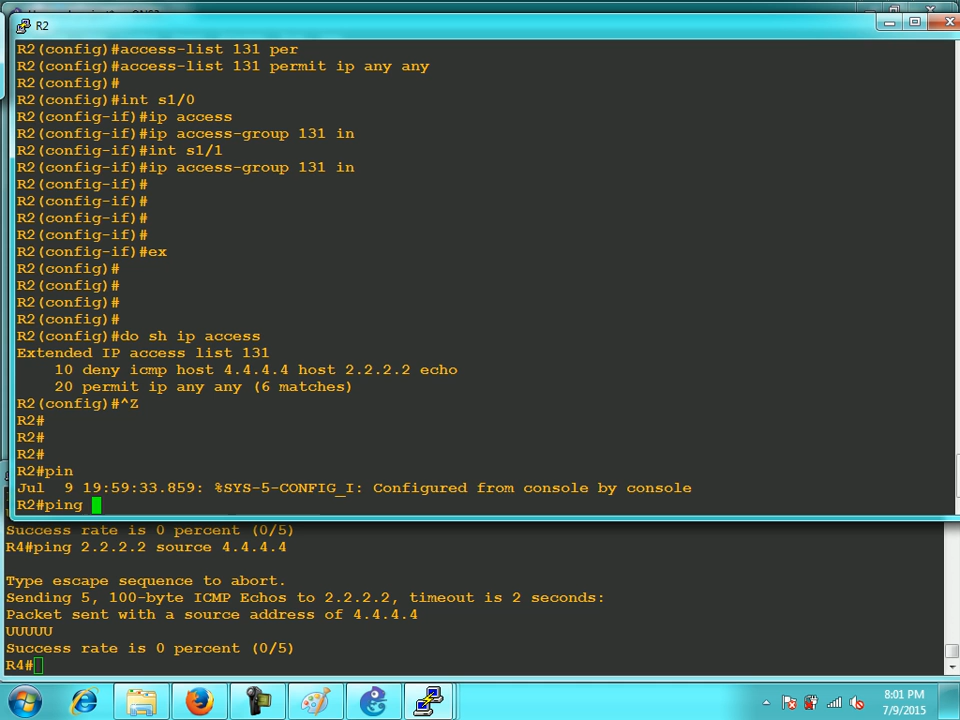 R2
R2(config)#access-list 131 per
R2(config)#access-list 131 permit ip any any
R2(config)#
R2(config)#int s1/0
R2(config-if)#ip access
R2(config-if)#ip access-group 131 in
R2(config-if)#int s1/1
R2(config-if)#ip access-group 131 in
R2(config-if)#
R2(config-if)#
R2(config-if)#
R2(config-if)#
R2(config-if)#ex
R2(config)#
R2(config)#
R2(config)#
R2(config)#
R2(config)#do sh ip access
Extended IP access list 131
10 deny icmp host 4.4.4.4 host 2.2.2.2 echo
20 permit ip any any (6 matches)
R2(config)#^Z
R2#
R2#
R2#
R2#pin
Jul  9 19:59:33.859: %SYS-5-CONFIG_I: Configured from console by console
R2#ping
Success rate is 0 percent (0/5)
R4#ping 2.2.2.2 source 4.4.4.4
Type escape sequence to abort.
Sending 5, 100-byte ICMP Echos to 2.2.2.2, timeout is 2 seconds:
Packet sent with a source address of 4.4.4.4
UUUUU
Success rate is 0 percent (0/5)
R4#
8:01 PM
7/9/2015